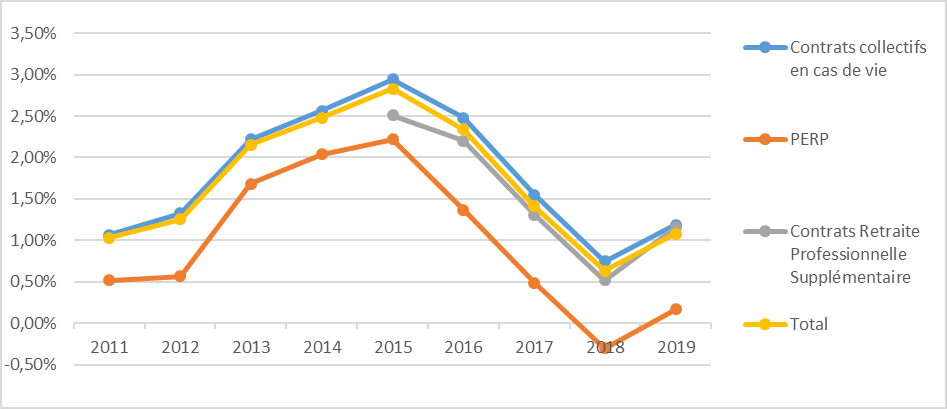 3,50%
3,00%
2,50%
2,00%
1,50%
1,00%
0,50%
0,00%
-0,50%
2011 2012 2013 2014 2015 2016 2017 2018 2019
Contrats collectifs
en cas de vie
PERP
Contrats Retraite
Professionnelle
Supplémentaire
Total